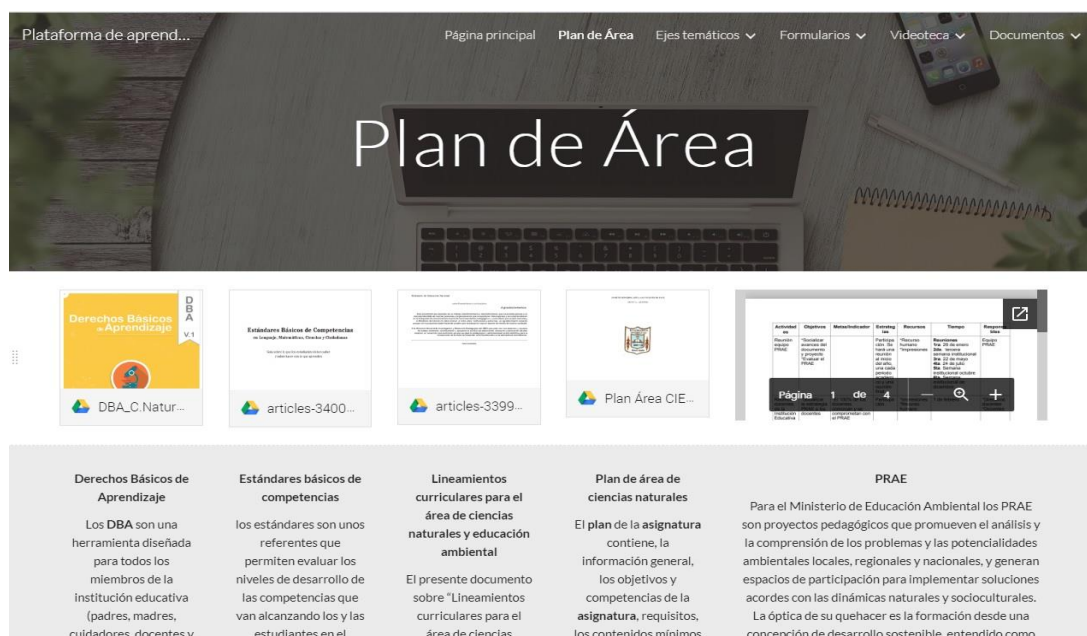 Plataforma de aprend...
Página principal
Plan de Área
Ejes temáticos
Formularios
Videoteca
Documentos
Plan de Área
Derechos Básicos
de Aprendizaje
DBA
V.1
DBA_C.Natur...
Estándares Básicos de Competencias
en Lenguaje, Matemáticas, Ciencias y Ciudadanas
articles-3400...
articles-3399...
Plan Área CIE...
Objetivos
Meta/Indicador
Recursos
Tiempo
Página 1 de 4
Derechos Básicos de
Aprendizaje
Los DBA son una
herramienta diseñada
para todos los
miembros de la
institución educativa
(padres, madres,
cuidadores, docentes y
Estándares básicos de
competencias
los estándares son unos
referentes que
permiten evaluar los
niveles de desarrollo de
las competencias que
van alcanzando los y las
estudiantes en el
Lineamientos
curriculares para el
área de ciencias
naturales y educación
ambiental
El presente documento
sobre "Lineamientos
curriculares para el
área de ciencias
Plan de área de
ciencias naturales
El plan de la asignatura
contiene, la
información general,
los objetivos y
competencias de la
asignatura, requisitos,
los contenidos mínimos
PRAE
Para el Ministerio de Educación Ambiental los PRAE
son proyectos pedagógicos que promueven el análisis y
la comprensión de los problemas y las potencialidades
ambientales locales, regionales y nacionales, y generan
espacios de participación para implementar soluciones
acordes con las dinámicas naturales y socioculturales.
La óptica de su quehacer es la formación desde una
concepción de desarrollo sostenible, entendido como